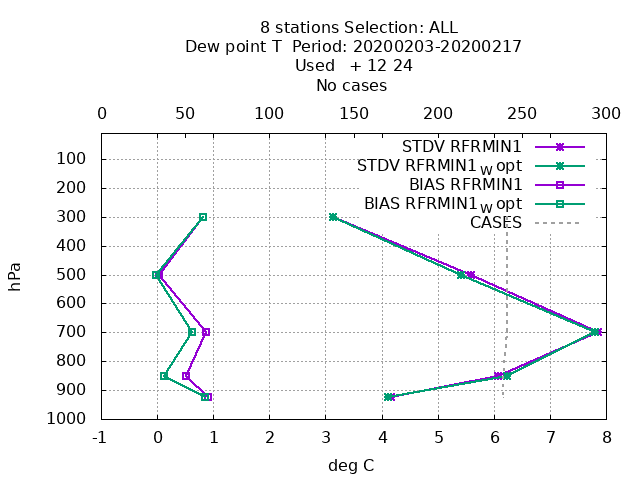 8 stations Selection: ALL
Dew point T  Period: 20200203-20200217
Used   + 12 24
No cases
0 50 100 150 200 250 300
STDV RFRMIN1
STDV RFRMIN1W opt
BIAS RFRMIN1
BIAS RFRMIN1W opt
CASES
100
200
300
400
500
600
700
800
900
1000
hPa
-1 0 1 2 3 4 5 6 7 8
deg C